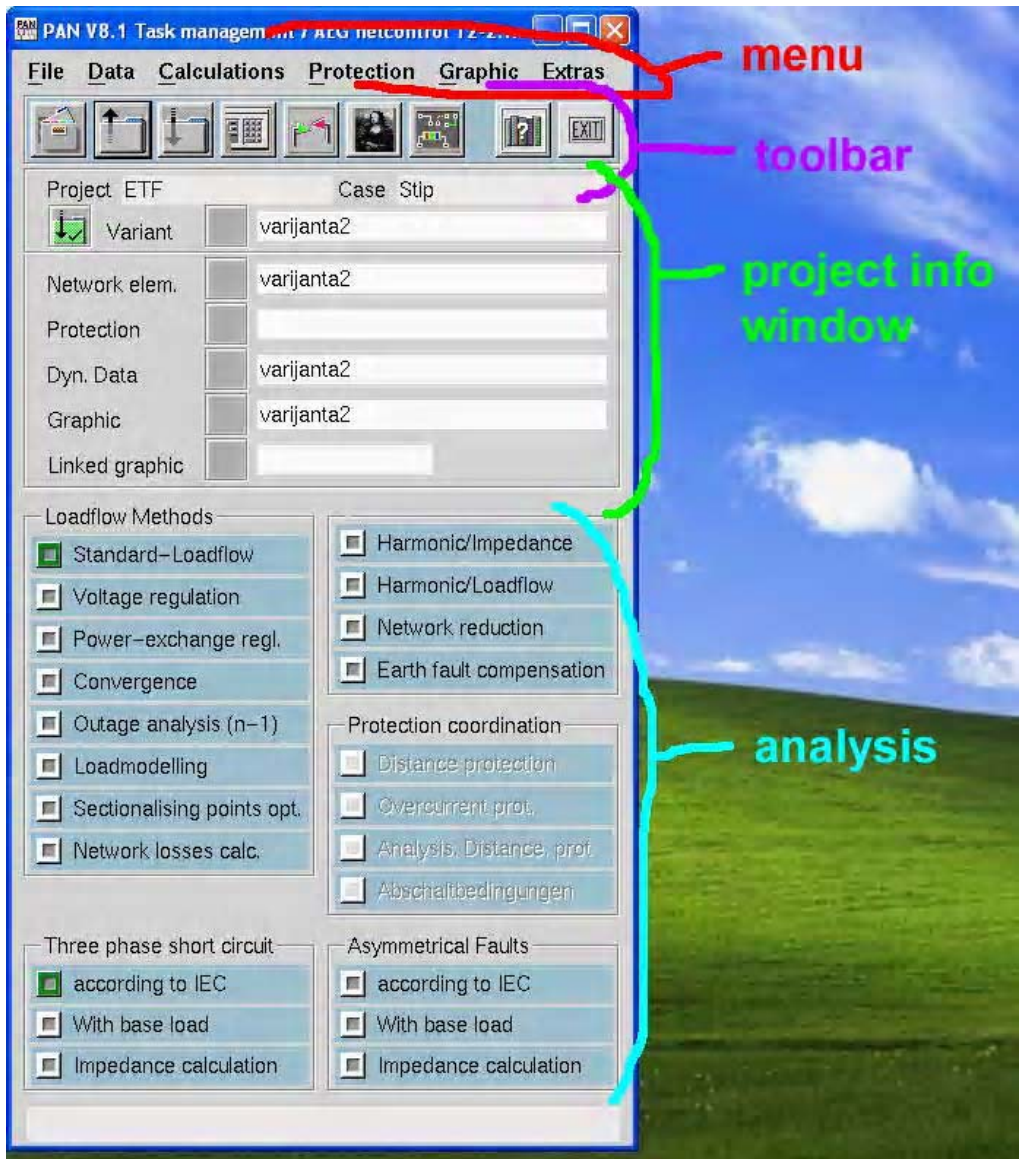 PAN V8.1 Task managem
menu
File Data Calculations Protection Graphic Extras
EXIT
toolbar
Project ETF Case Stip
Variant varijanta2
project info
window
Network elem. varijanta2
Protection
Dyn. Data varijanta2
Graphic varijanta2
Linked graphic
Loadflow Methods
Standard-Loadflow
Voltage regulation
Power-exchange regl.
Convergence
Outage analysis (n-1)
Loadmodelling
Sectionalising points opt.
Network losses calc.
Harmonic/Impedance
Harmonic/Loadflow
Network reduction
Earth fault compensation
Protection coordination
Distance protection
Overcurrent prot.
Analysis. Distance. prot.
Abschaltbedingungen
analysis
Three phase short circuit
according to IEC
With base load
Impedance calculation
Asymmetrical Faults
according to IEC
With base load
Impedance calculation